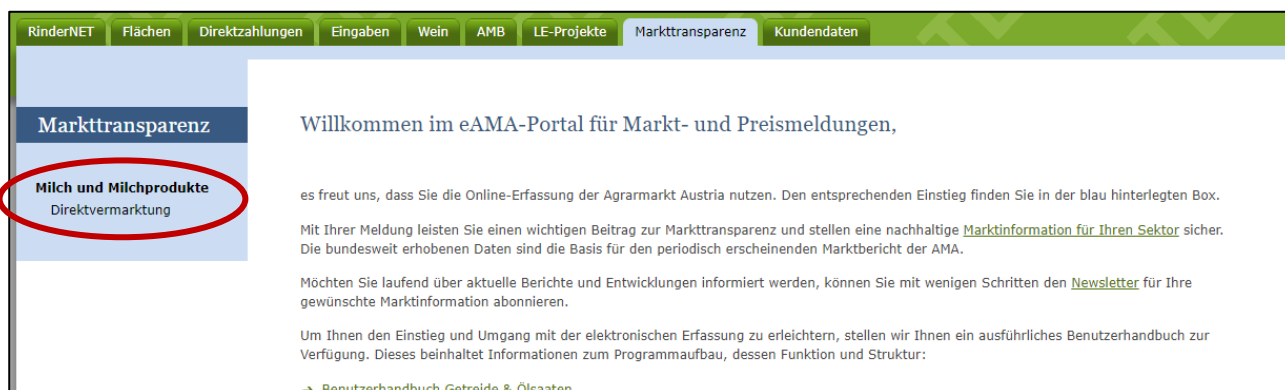 RinderNET Flächen Direktzahlungen Eingaben Wein AMB LE-Projekte Markttransparenz Kundendaten
Markttransparenz
Milch und Milchprodukte
Direktvermarktung
Willkommen im eAMA-Portal für Markt- und Preismeldungen,
es freut uns, dass Sie die Online-Erfassung der Agrarmarkt Austria nutzen. Den entsprechenden Einstieg finden Sie in der blau hinterlegten Box.
Mit Ihrer Meldung leisten Sie einen wichtigen Beitrag zur Markttransparenz und stellen eine nachhaltige Marktinformation für Ihren Sektor sicher.
Die bundesweit erhobenen Daten sind die Basis für den periodisch erscheinenden Marktbericht der AMA.
Möchten Sie laufend über aktuelle Berichte und Entwicklungen informiert werden, können Sie mit wenigen Schritten den Newsletter für Ihre
gewünschte Marktinformation abonnieren.
Um Ihnen den Einstieg und Umgang mit der elektronischen Erfassung zu erleichtern, stellen wir Ihnen ein ausführliches Benutzerhandbuch zur
Verfügung. Dieses beinhaltet Informationen zum Programmaufbau, dessen Funktion und Struktur:
→ Benutzerhandbuch Getreide & Ölsaaten